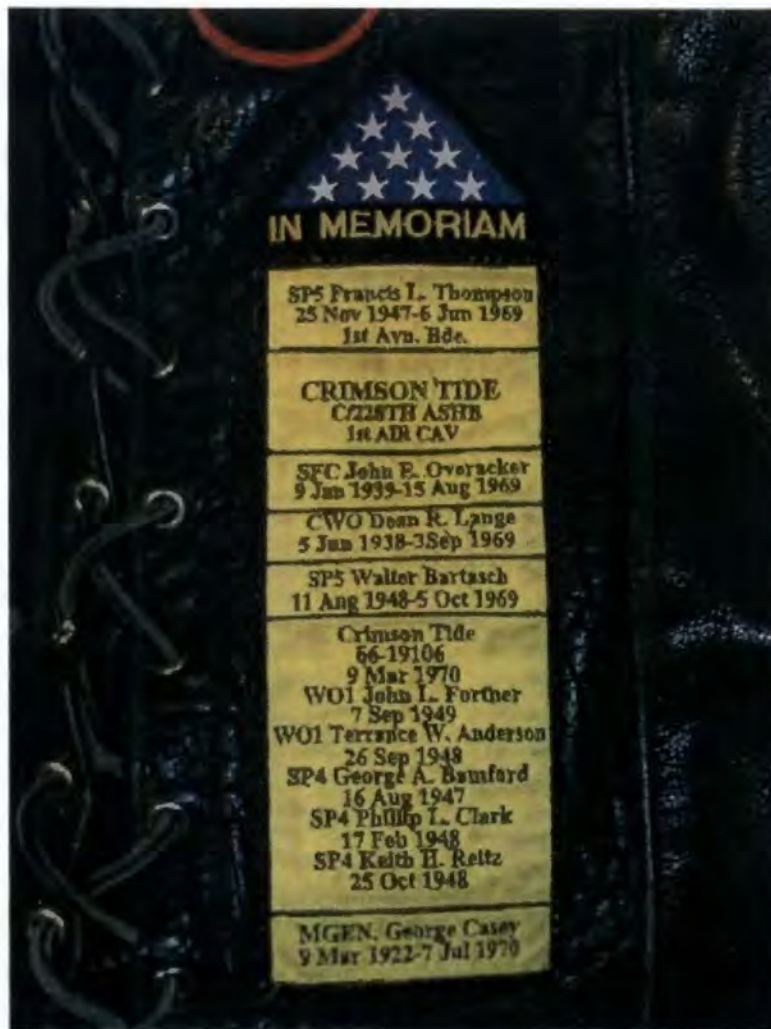 IN MEMORIAM
SP5 Francis L. Thompson
25 Nov 1947-6 Jun 1969
1st Avn. Bde.
CRIMSON TIDE
C/228TH ASHB
1st AIR CAV
SFC John E. Overacker
9 Jan 1939-15 Aug 1969
CWO Dean R. Lange
5 Jun 1938-3Sep 1969
SP5 Walter Bartasch
11 Aug 1948-5 Oct 1969
Crimson Tide
66-19106
9 Mar 1970
WO1 John L. Fortner
7 Sep 1949
WO1 Terrance W. Anderson
26 Sep 1948
SP4 George A. Bamford
16 Aug 1947
SP4 Phillip L. Clark
17 Feb 1948
SP4 Keith H. Reitz
25 Oct 1948
MGEN. George Casey
9 Mar 1922-7 Jul 1970